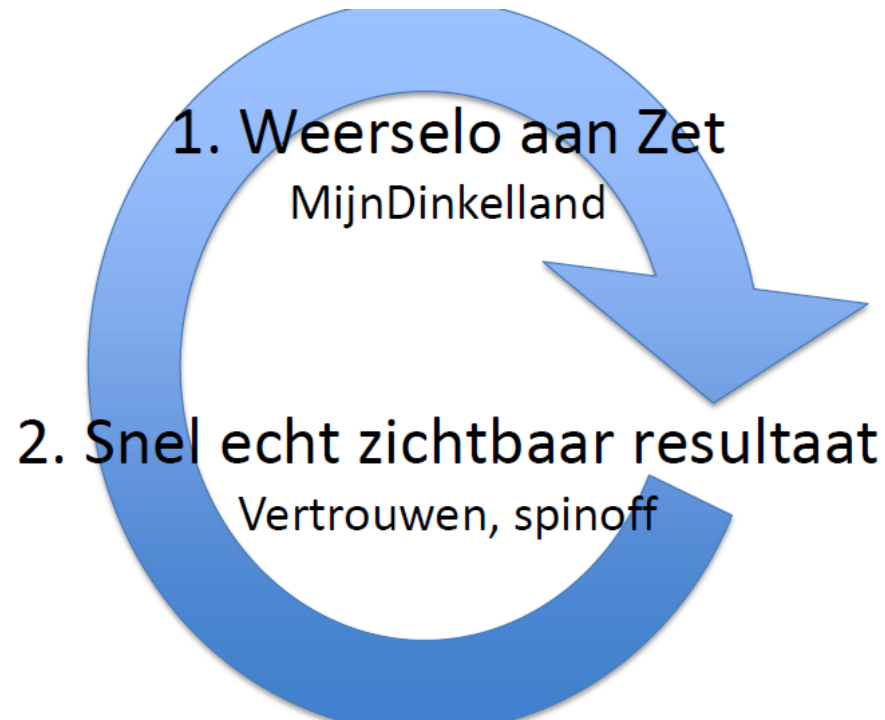 1. Weerselo aan Zet
MijnDinkelland
2. Snel echt zichtbaar resultaat
Vertrouwen, spinoff